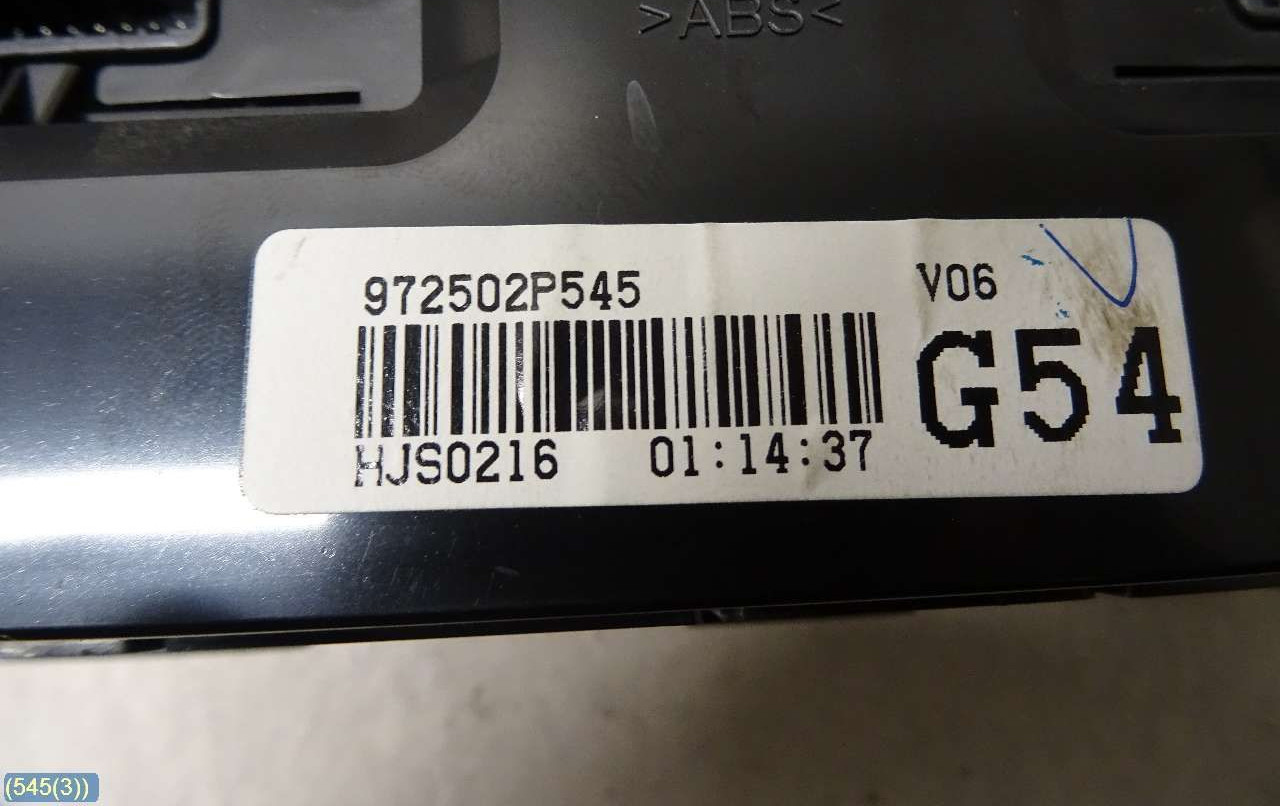 >ABS<
972502P545 V06
G54
HJS0216 01:14:37
(545(3))